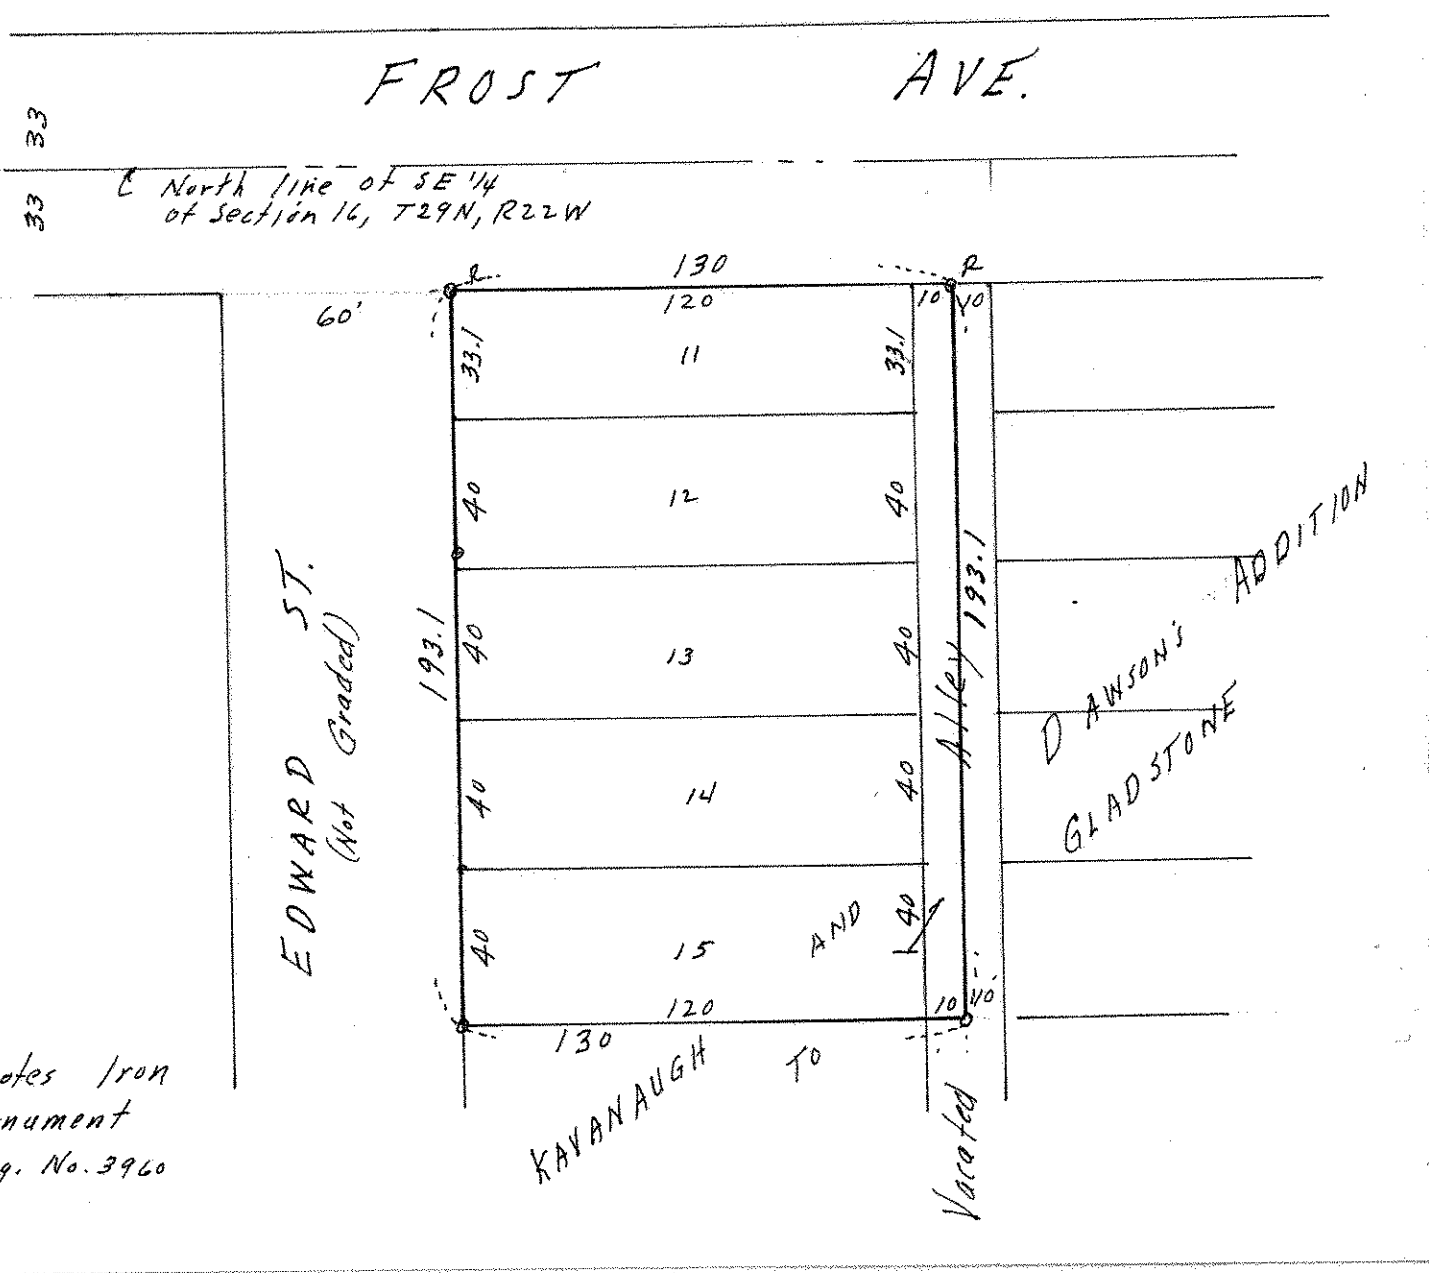 FROST AVE.
33
33
℄ North line of SE 1/4
of Section 16, T29N, R22W
R
130
R
60'
120
10
10
33.1
11
33.1
40
12
40
193.1
40
13
40
193.1
40
14
40
40
15
40
120
10
10
130
EDWARD ST.
(Not Graded)
Vacated Alley
KAVANAUGH AND DAWSON'S ADDITION
TO GLADSTONE
otes Iron
nument
g. No. 3960